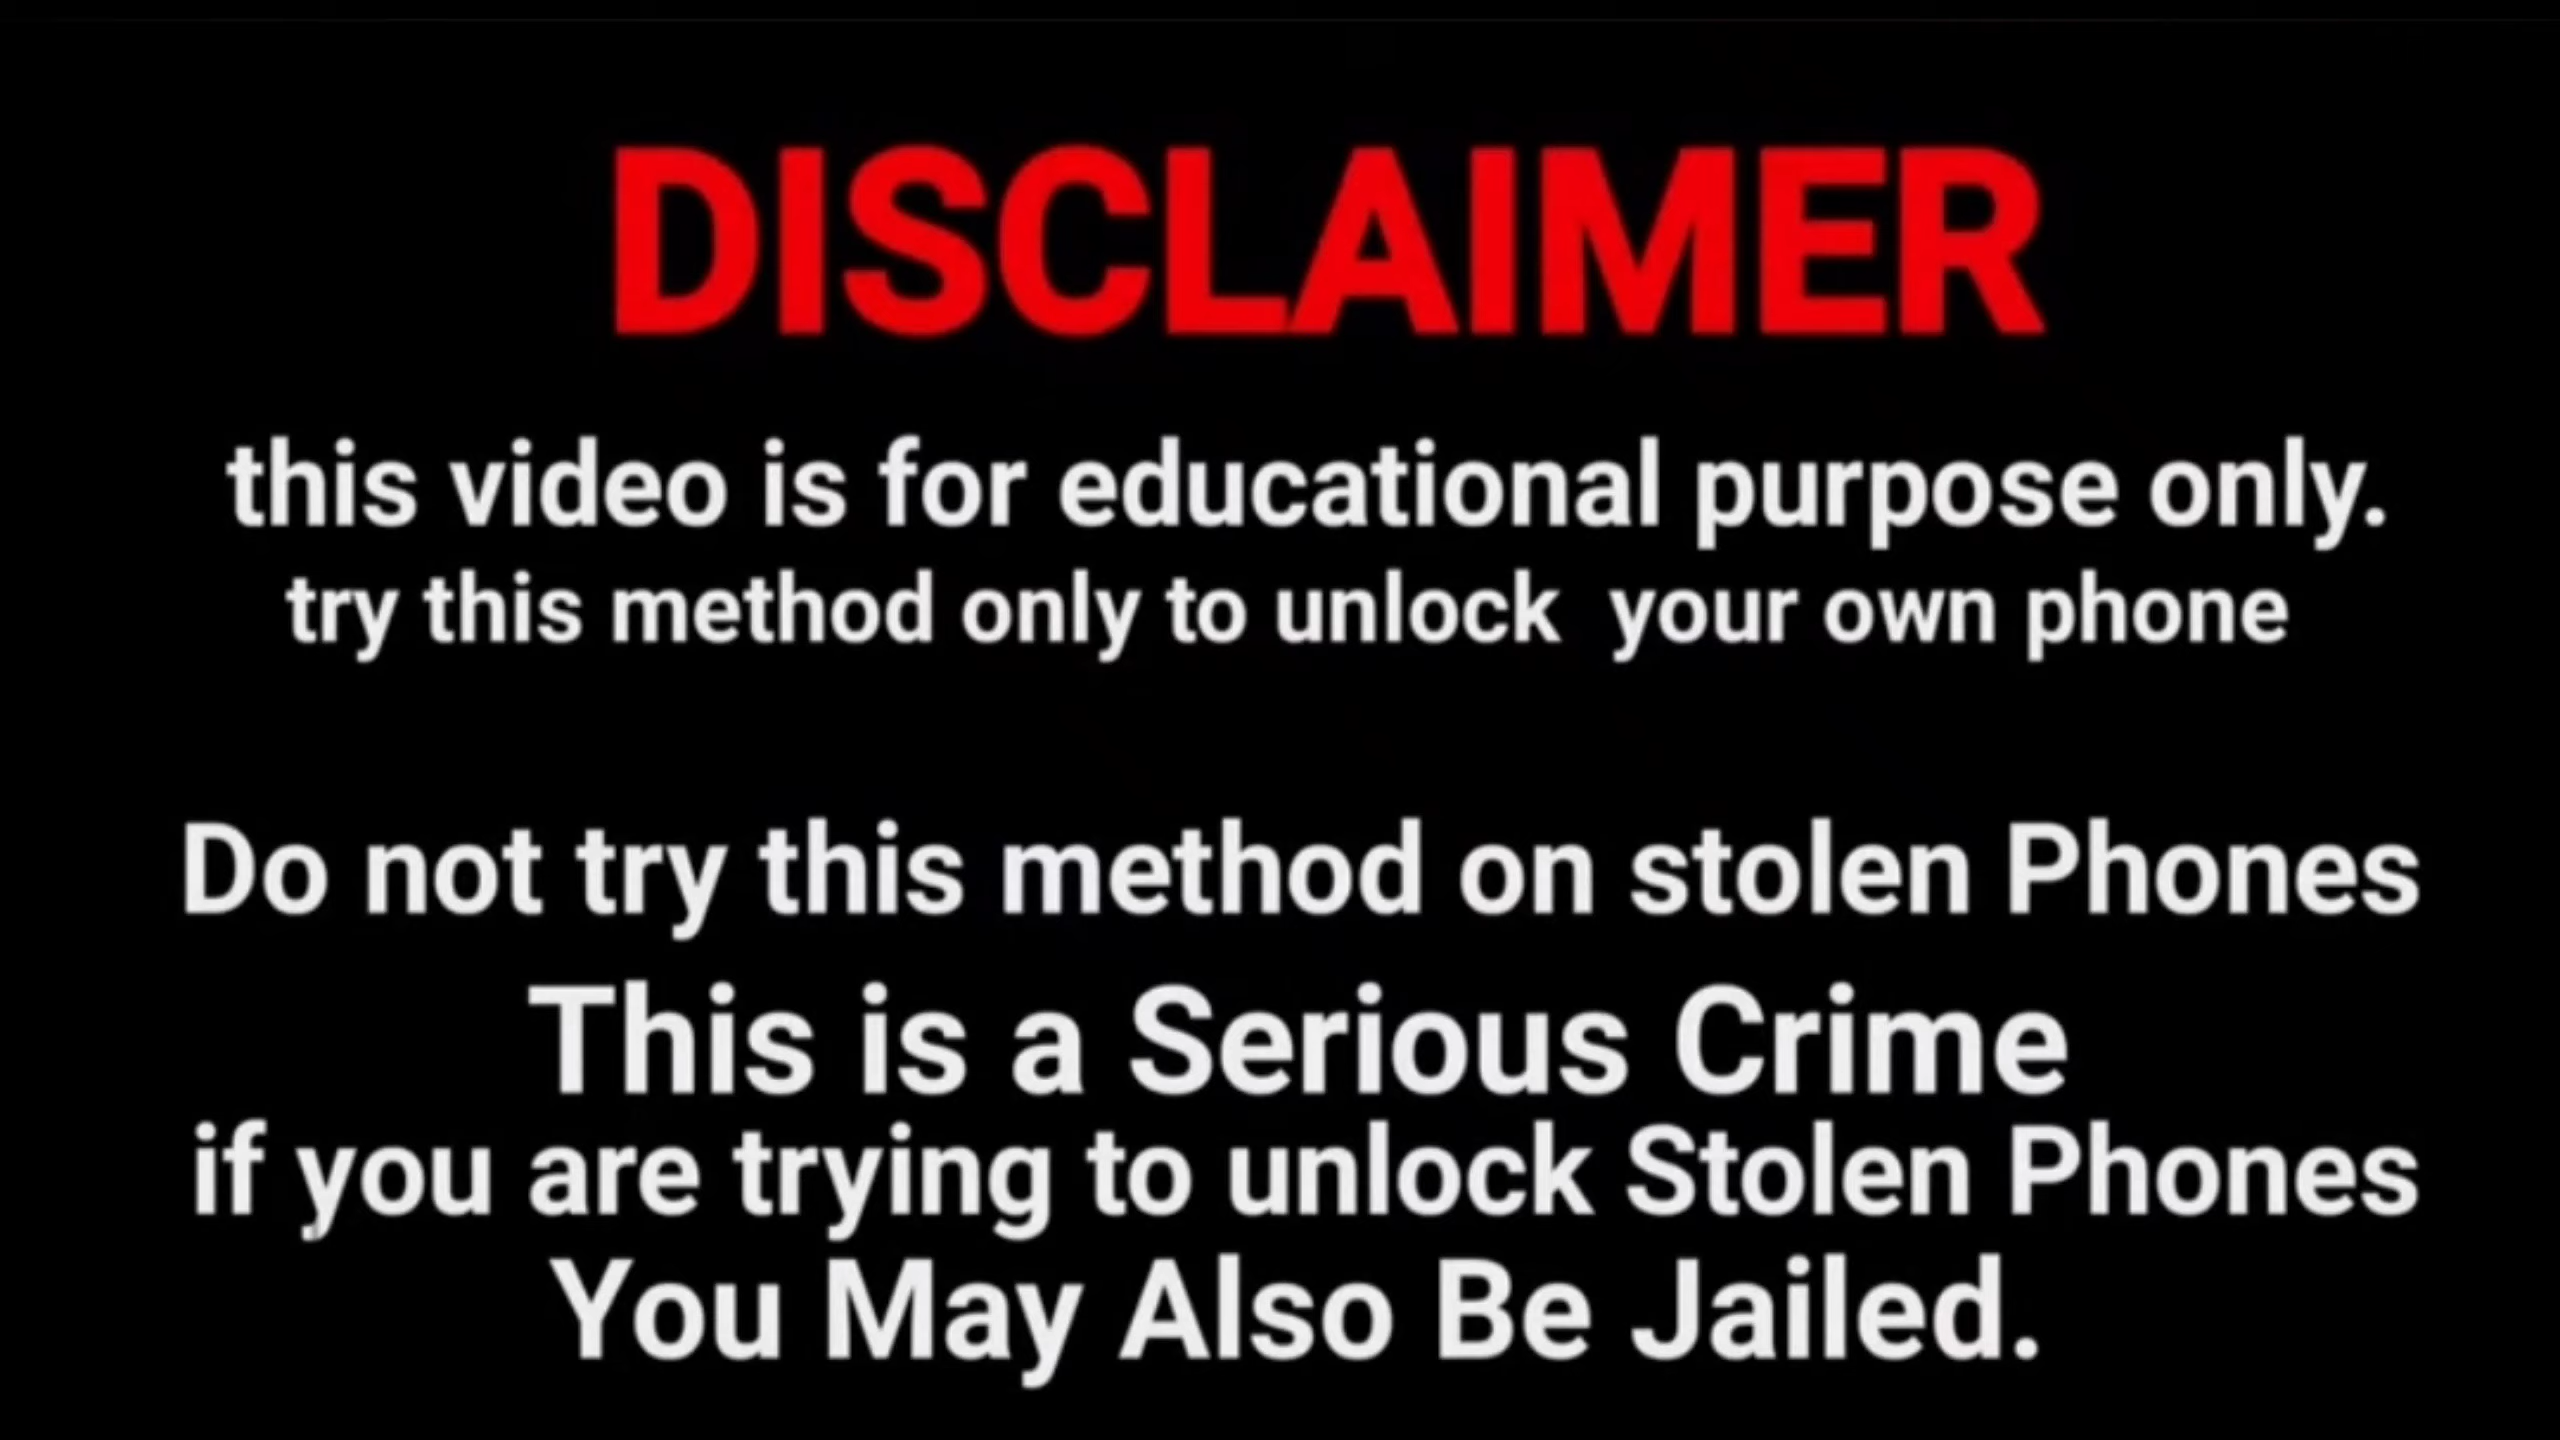 DISCLAIMER
this video is for educational purpose only.
try this method only to unlock your own phone
Do not try this method on stolen Phones
This is a Serious Crime
if you are trying to unlock Stolen Phones
You May Also Be Jailed.